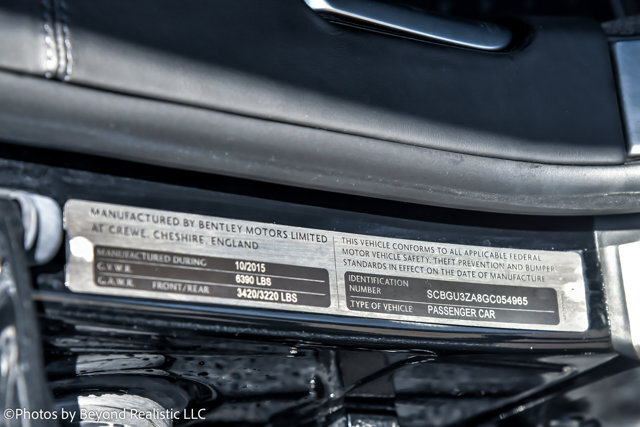 MANUFACTURED BY BENTLEY MOTORS LIMITED
AT CREWE, CHESHIRE, ENGLAND
MANUFACTURED DURING 10/2015
G.V.W.R. 6390 LBS
G.A.W.R. FRONT/REAR 3420/3220 LBS
THIS VEHICLE CONFORMS TO ALL APPLICABLE FEDERAL
MOTOR VEHICLE SAFETY, THEFT PREVENTION AND BUMPER
STANDARDS IN EFFECT ON THE DATE OF MANUFACTURE
IDENTIFICATION
NUMBER SCBGU3ZA8GC054965
TYPE OF VEHICLE PASSENGER CAR
©Photos by Beyond Realistic LLC